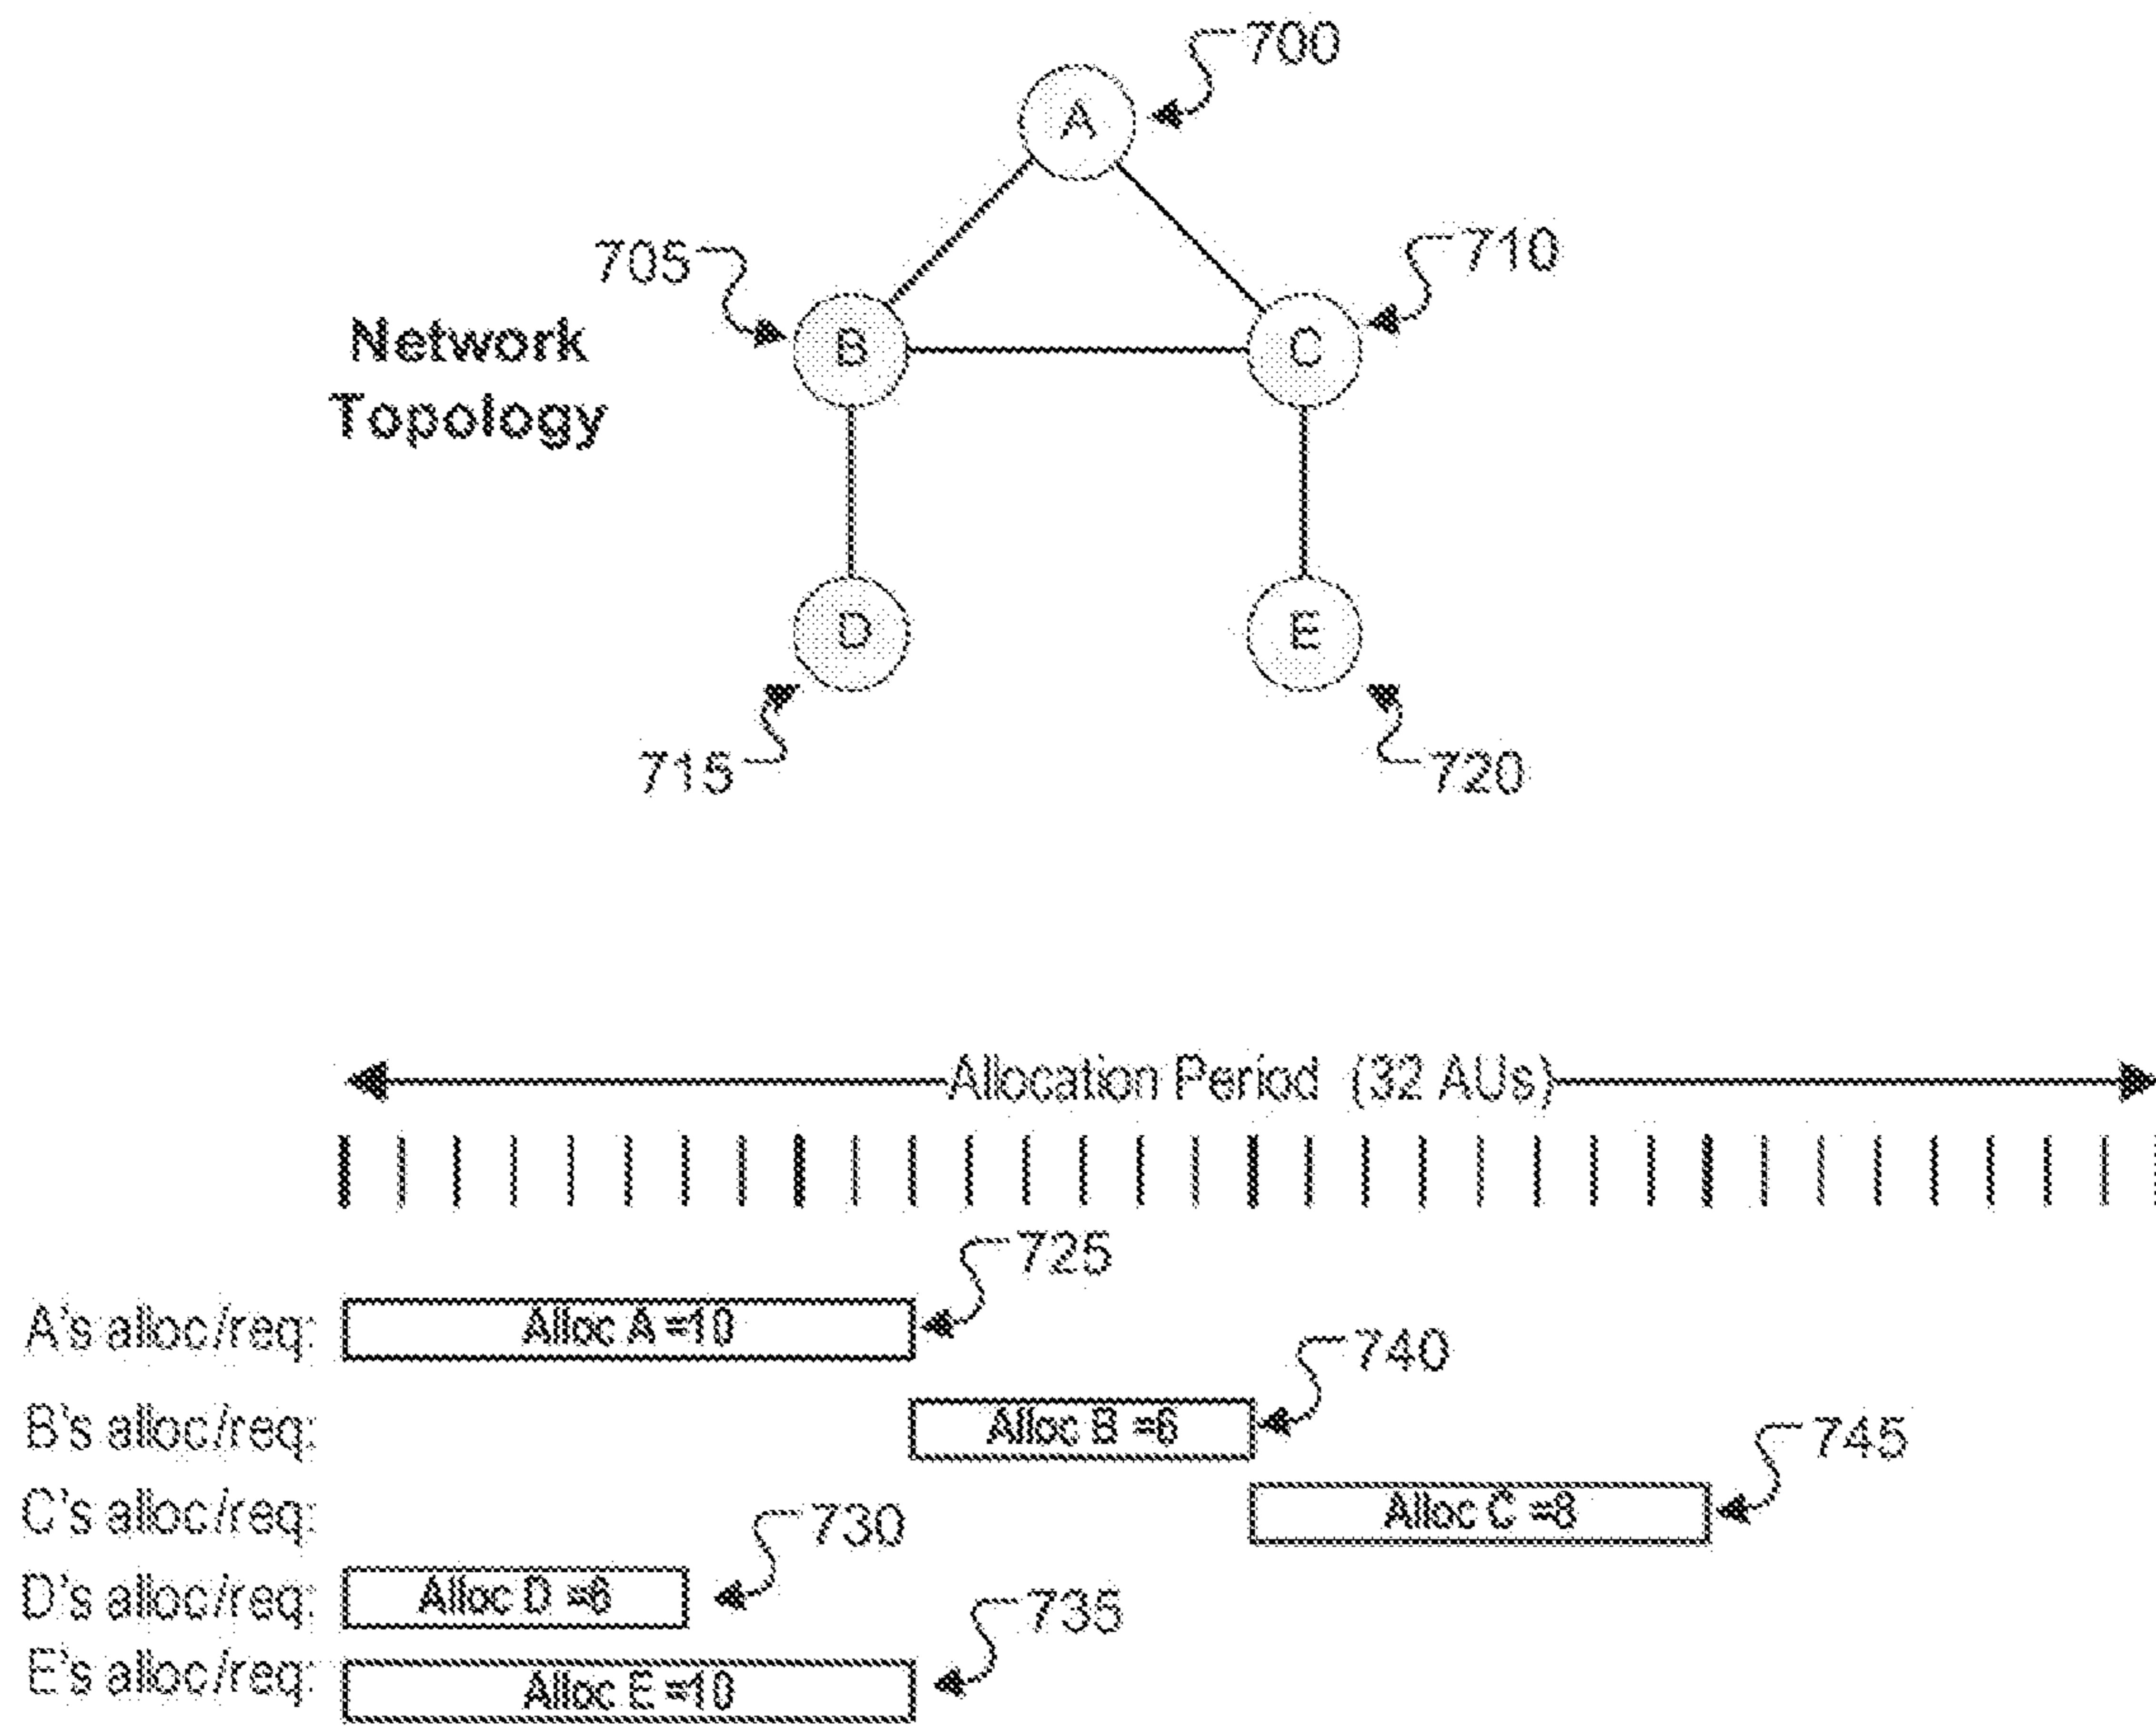 700
A
705
710
B
C
Network
Topology
D
E
715
720
Allocation Period (32 AUs)
725
A's alloc/req:
Alloc A =10
740
B's alloc/req:
Alloc B =6
745
C's alloc/req:
Alloc C =8
730
D's alloc/req:
Alloc D =6
735
E's alloc/req:
Alloc E =10